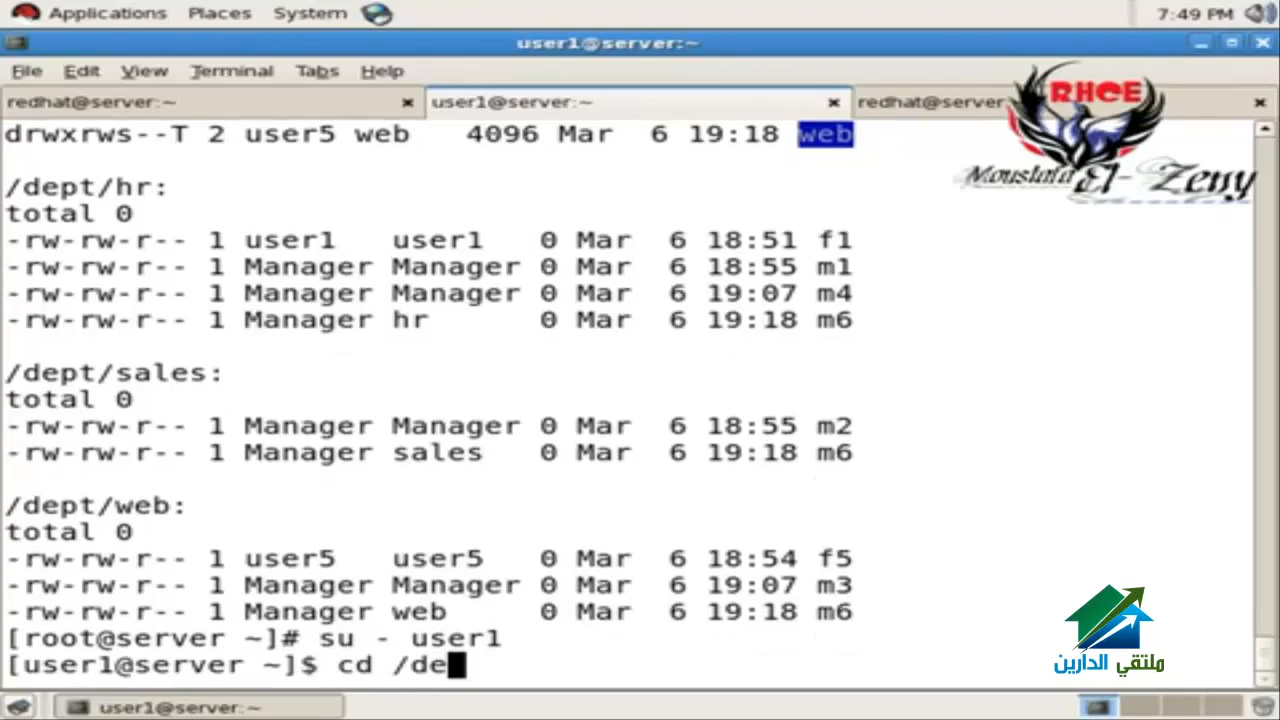 Applications Places System 7:49 PM
user1@server:~
File Edit View Terminal Tabs Help
redhat@server:~ user1@server:~ redhat@server
RHCE
Moustafa El-Zeny
drwxrws--T 2 user5 web 4096 Mar 6 19:18 web
/dept/hr:
total 0
-rw-rw-r-- 1 user1 user1 0 Mar 6 18:51 f1
-rw-rw-r-- 1 Manager Manager 0 Mar 6 18:55 m1
-rw-rw-r-- 1 Manager Manager 0 Mar 6 19:07 m4
-rw-rw-r-- 1 Manager hr 0 Mar 6 19:18 m6
/dept/sales:
total 0
-rw-rw-r-- 1 Manager Manager 0 Mar 6 18:55 m2
-rw-rw-r-- 1 Manager sales 0 Mar 6 19:18 m6
/dept/web:
total 0
-rw-rw-r-- 1 user5 user5 0 Mar 6 18:54 f5
-rw-rw-r-- 1 Manager Manager 0 Mar 6 19:07 m3
-rw-rw-r-- 1 Manager web 0 Mar 6 19:18 m6
[root@server ~]# su - user1
[user1@server ~]$ cd /de
ملتقي الدارين
user1@server:~